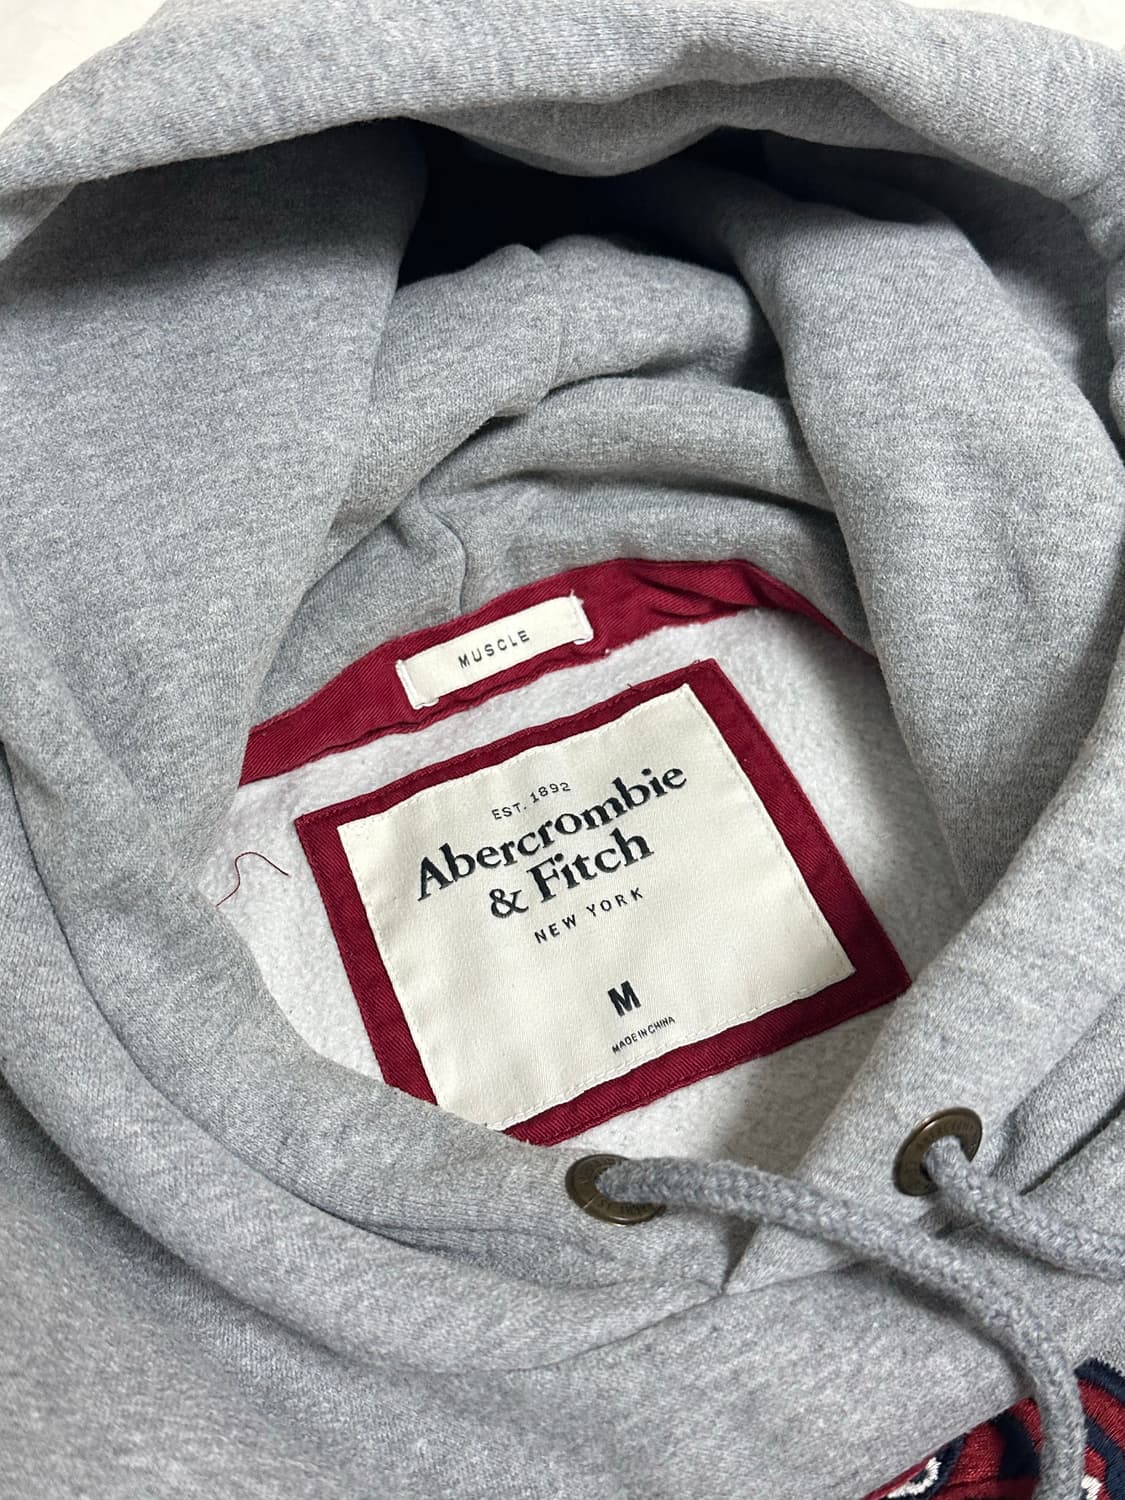 MUSCLE
EST. 1892
Abercrombie
& Fitch
NEW YORK
M
MADE IN CHINA